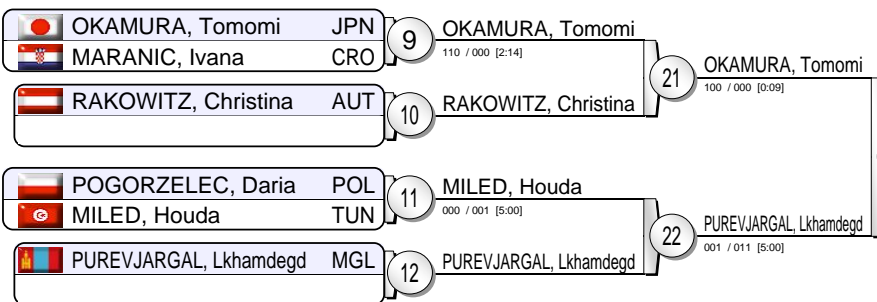 OKAMURA, Tomomi JPN
MARANIC, Ivana CRO
9
OKAMURA, Tomomi
110 / 000 [2:14]
RAKOWITZ, Christina AUT
10
RAKOWITZ, Christina
21
OKAMURA, Tomomi
100 / 000 [0:09]
POGORZELEC, Daria POL
MILED, Houda TUN
11
MILED, Houda
000 / 001 [5:00]
PUREVJARGAL, Lkhamdegd MGL
12
PUREVJARGAL, Lkhamdegd
22
PUREVJARGAL, Lkhamdegd
001 / 011 [5:00]